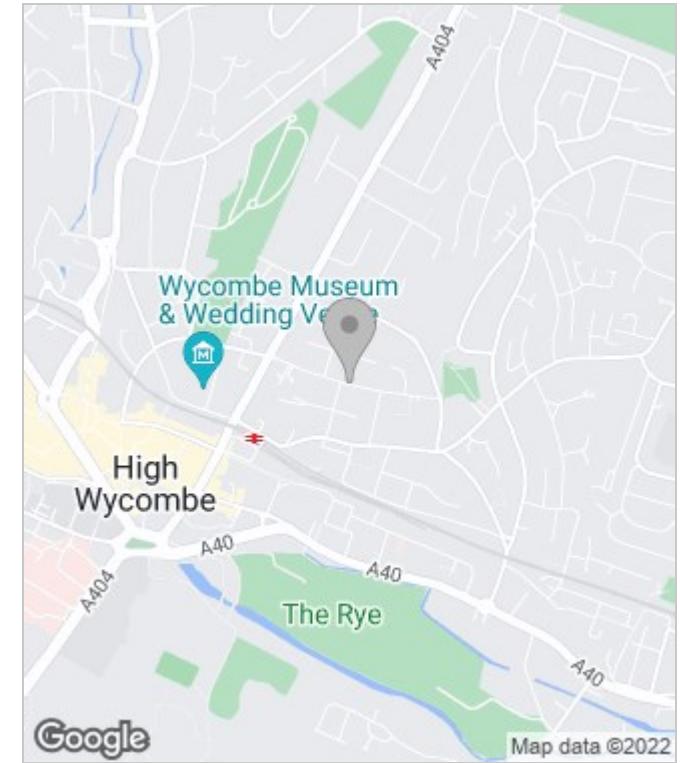 A404
Wycombe Museum
& Wedding Ve
M
High
Wycombe
A40
A40
A404
The Rye
A40
Google
Map data ©2022